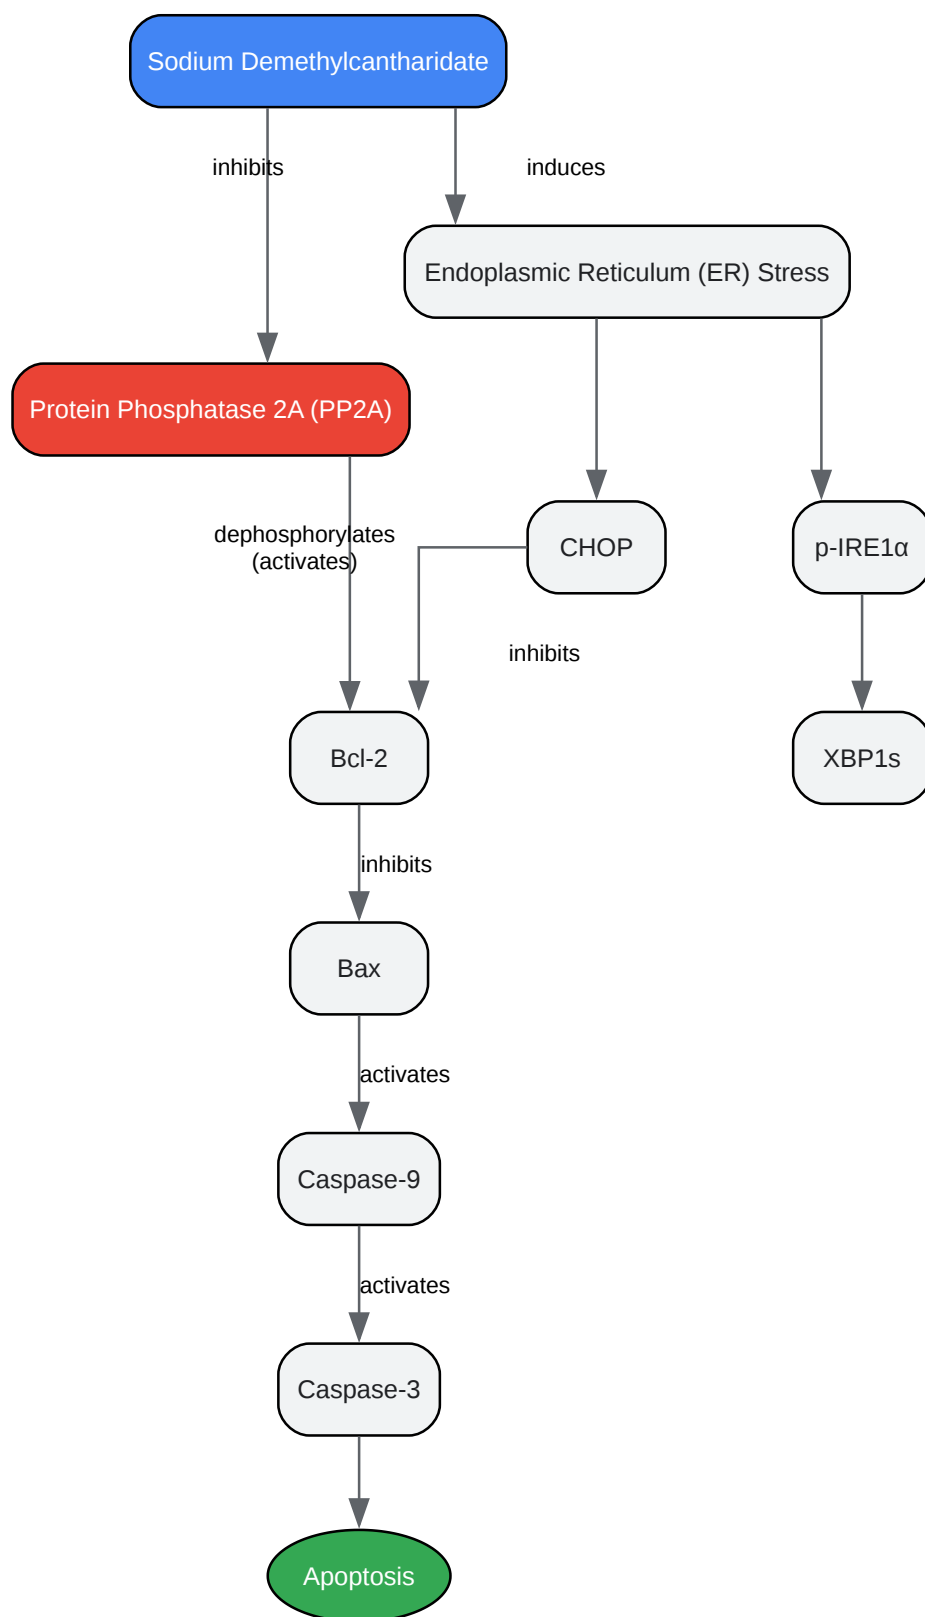 Sodium Demethylcantharidate
inhibits
induces
Endoplasmic Reticulum (ER) Stress
Protein Phosphatase 2A (PP2A)
dephosphorylates
(activates)
CHOP
p-IRE1α
inhibits
Bcl-2
XBP1s
inhibits
Bax
activates
Caspase-9
activates
Caspase-3
Apoptosis